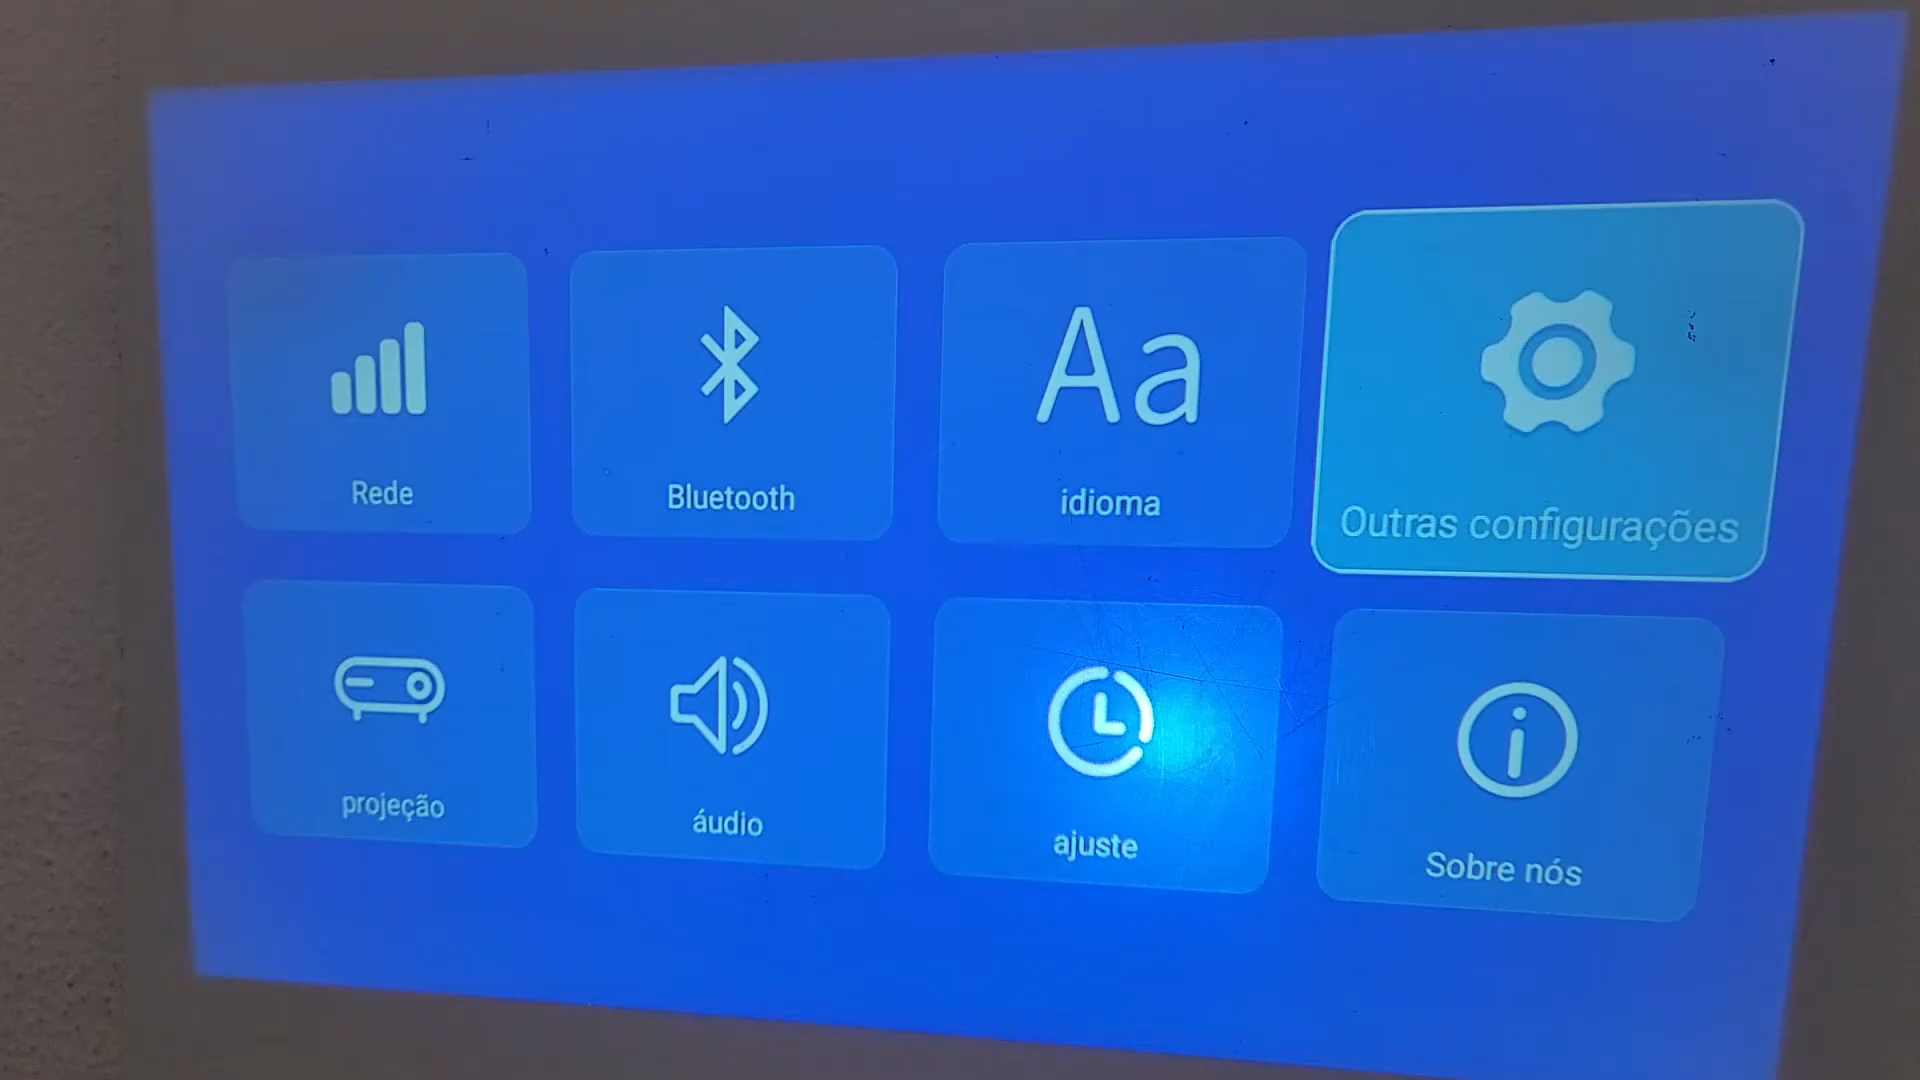 Rede
Bluetooth
Aa
idioma
Outras configurações
projeção
áudio
ajuste
Sobre nós